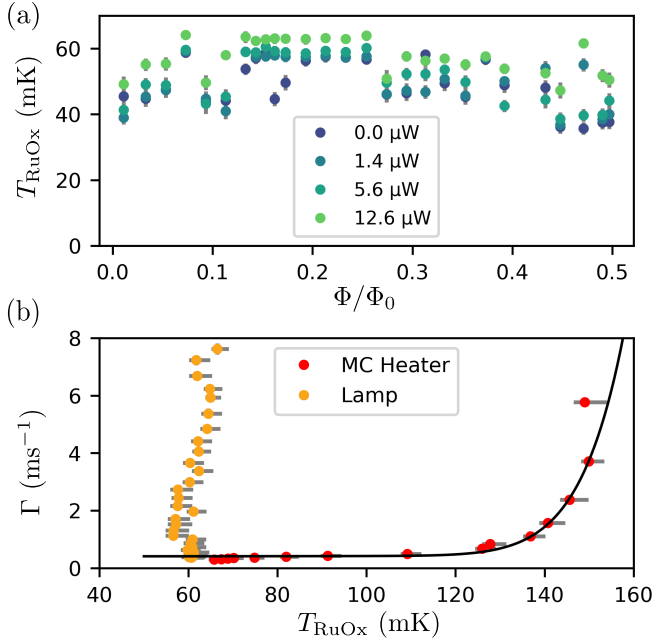 (a)
60
40
20
0
T_RuOx (mK)
0.0 μW
1.4 μW
5.6 μW
12.6 μW
0.0 0.1 0.2 0.3 0.4 0.5
Φ/Φ₀
(b)
8
6
4
2
0
Γ (ms⁻¹)
MC Heater
Lamp
40 60 80 100 120 140 160
T_RuOx (mK)